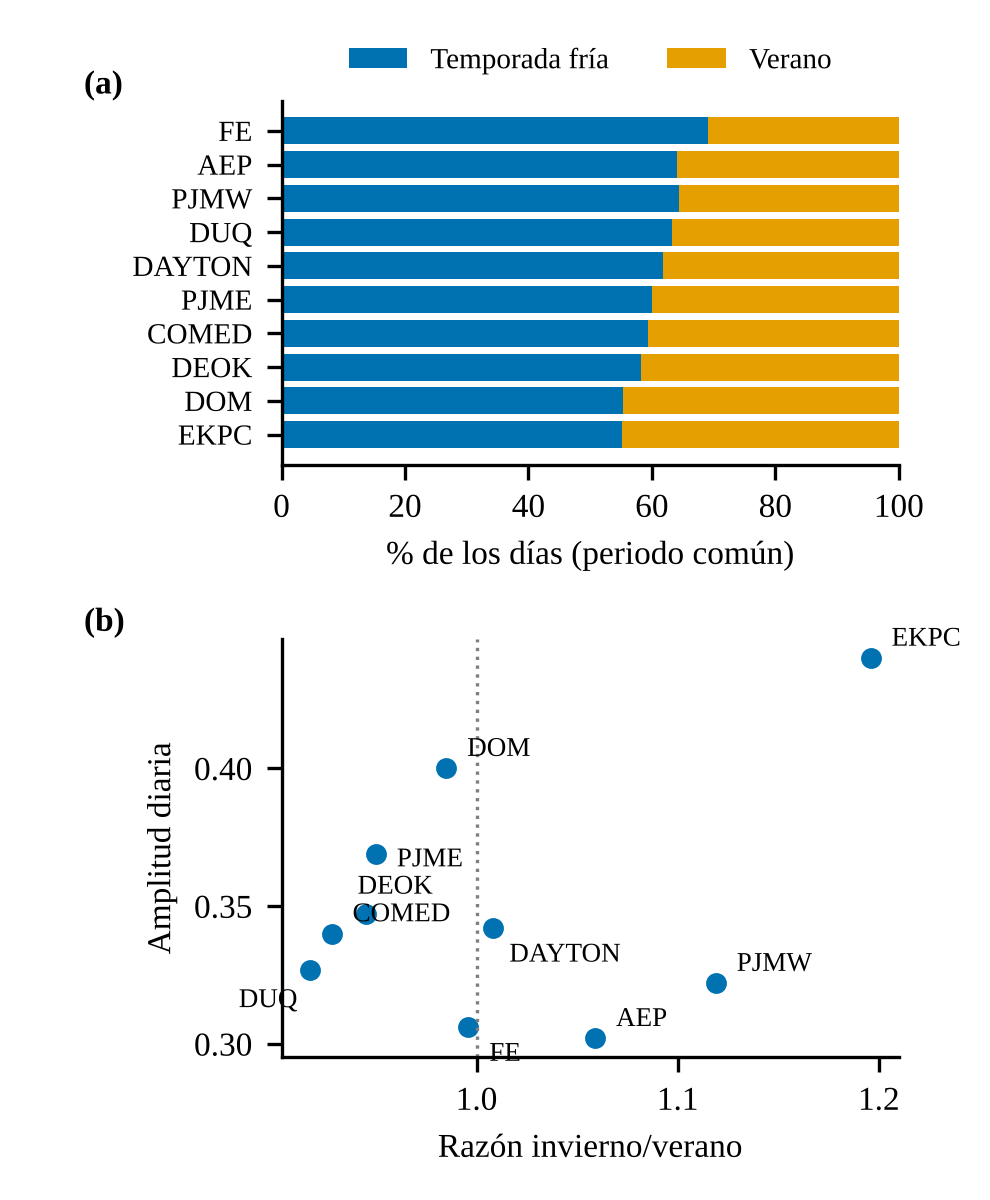 Temporada fría Verano
(a)
FE
AEP
PJMW
DUQ
DAYTON
PJME
COMED
DEOK
DOM
EKPC
0 20 40 60 80 100
% de los días (periodo común)
(b)
EKPC
DOM
0.40
PJME
DEOK
COMED
0.35
DAYTON
PJMW
DUQ
AEP
0.30
FE
Amplitud diaria
1.0 1.1 1.2
Razón invierno/verano